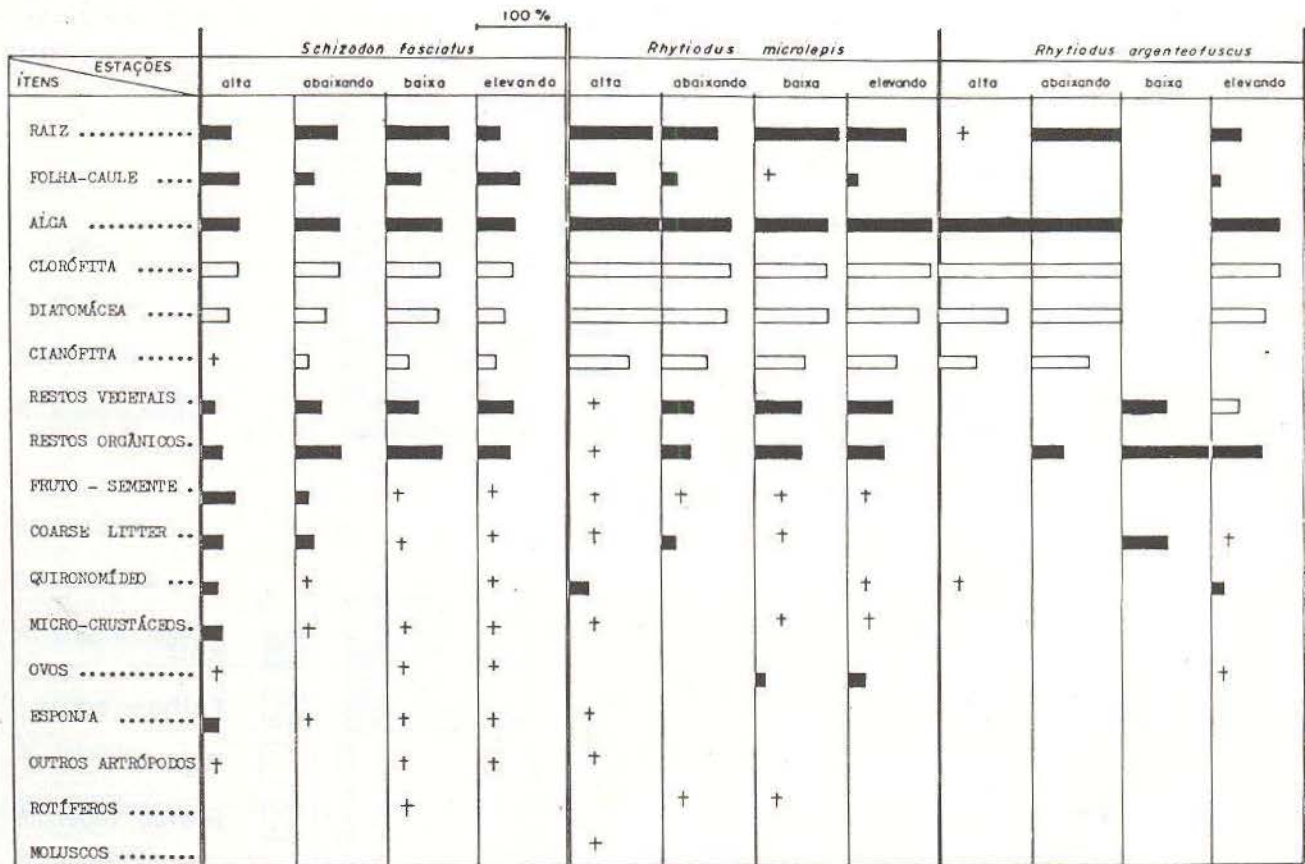 100 %
Schizodon fasciatus Rhytiodus microlepis Rhytiodus argenteofuscus
ESTAÇÕES
ÍTENS alta abaixando baixa elevando alta abaixando baixa elevando alta abaixando baixa elevando
RAIZ ............ +
FOLHA-CAULE .... +
ALGA ...........
CLORÓFITA ......
DIATOMÁCEA .....
CIANÓFITA ...... +
RESTOS VEGETAIS . +
RESTOS ORGÂNICOS. +
FRUTO - SEMENTE . + + + + + +
COARSE LITTER .. + + + + +
QUIRONOMÍDEO ... + + + +
MICRO-CRUSTÁCEOS. + + + + + +
OVOS ............ + + + +
ESPONJA ........ + + + +
OUTROS ARTRÓPODOS + + + +
ROTÍFEROS ...... + + +
MOLUSCOS ....... +